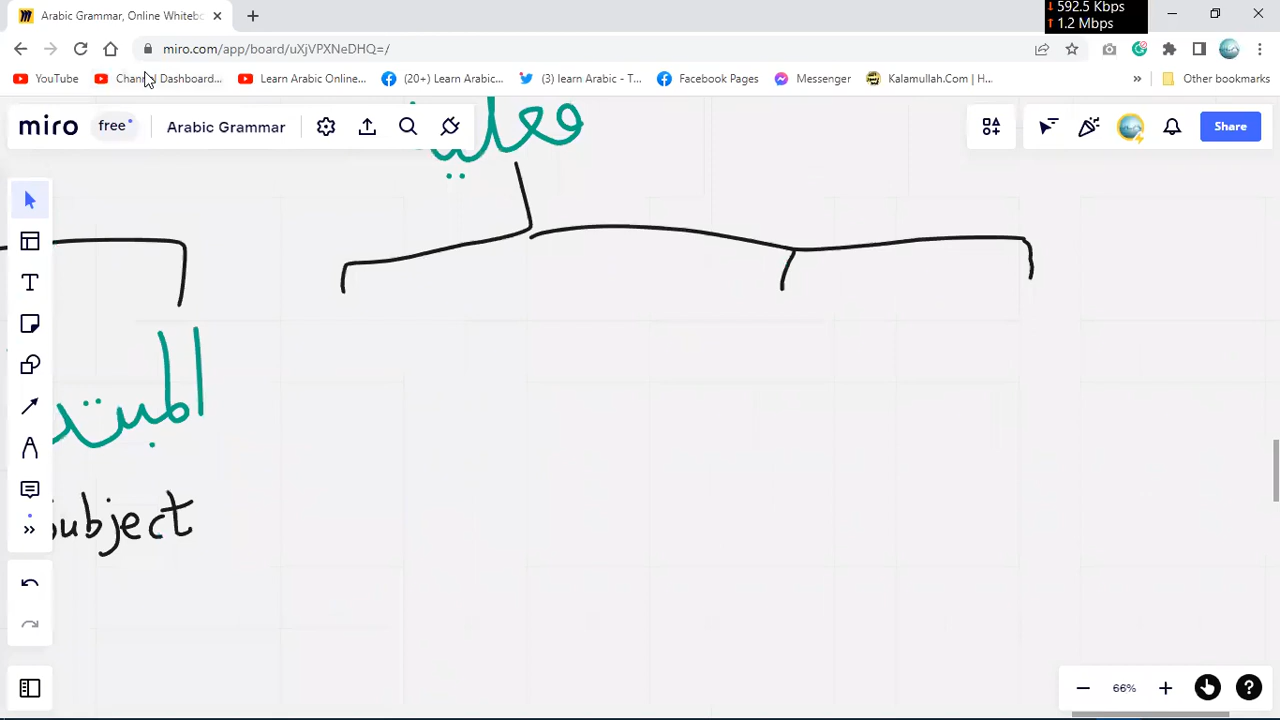 592.5 Kbps
1.2 Mbps
Arabic Grammar, Online Whitebo
miro.com/app/board/uXjVPXNeDHQ=/
YouTube
Channel Dashboard...
Learn Arabic Online...
(20+) Learn Arabic...
(3) learn Arabic - T...
Facebook Pages
Messenger
Kalamullah.Com | H...
»
Other bookmarks
miro
free
Arabic Grammar
Share
فعلية
المبتد
subject
66%